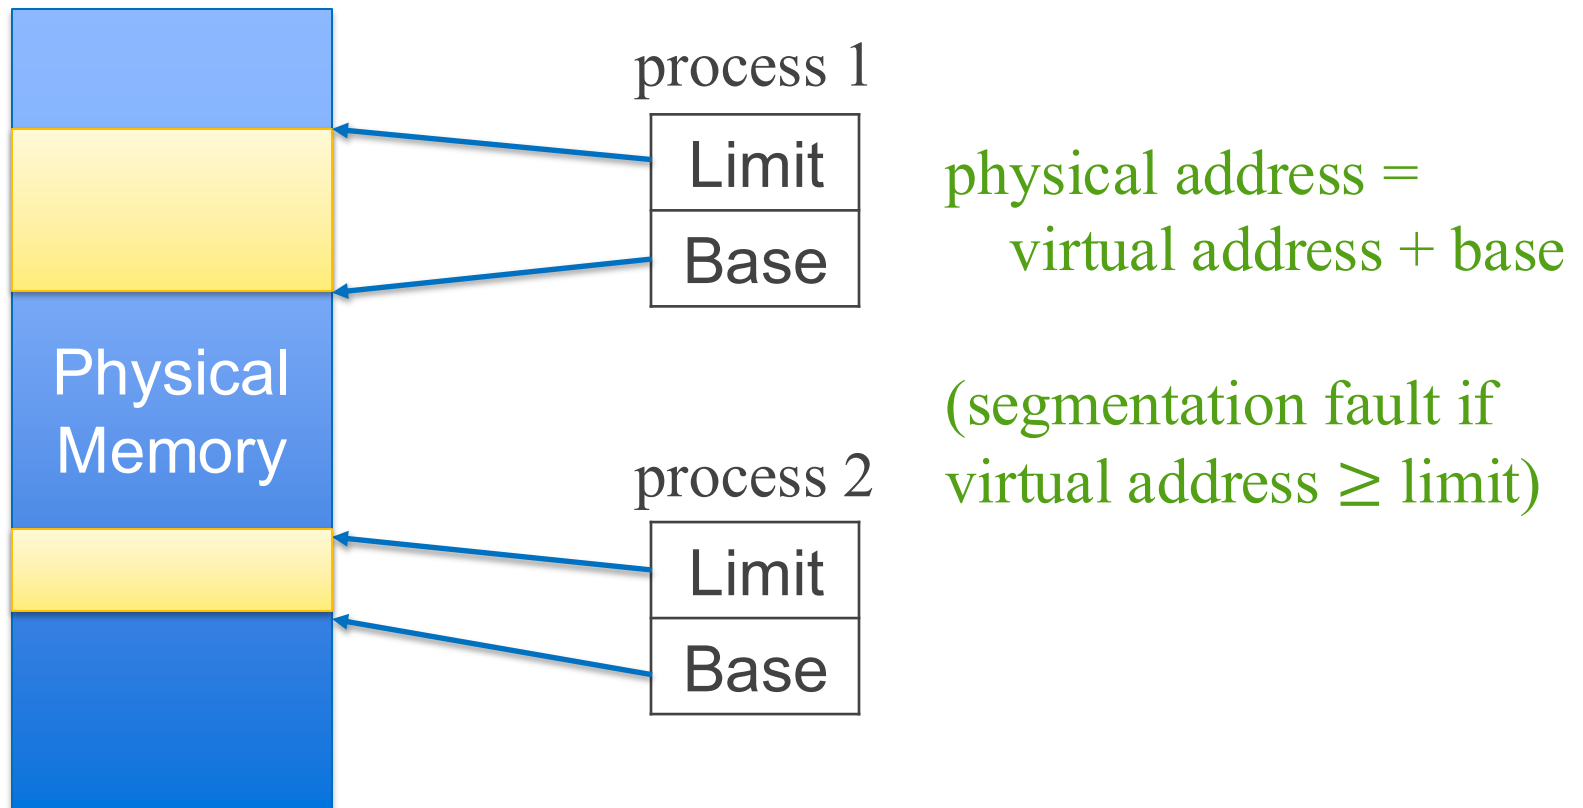 process 1
Limit
Base
physical address =
virtual address + base
Physical
Memory
(segmentation fault if
virtual address ≥ limit)
process 2
Limit
Base